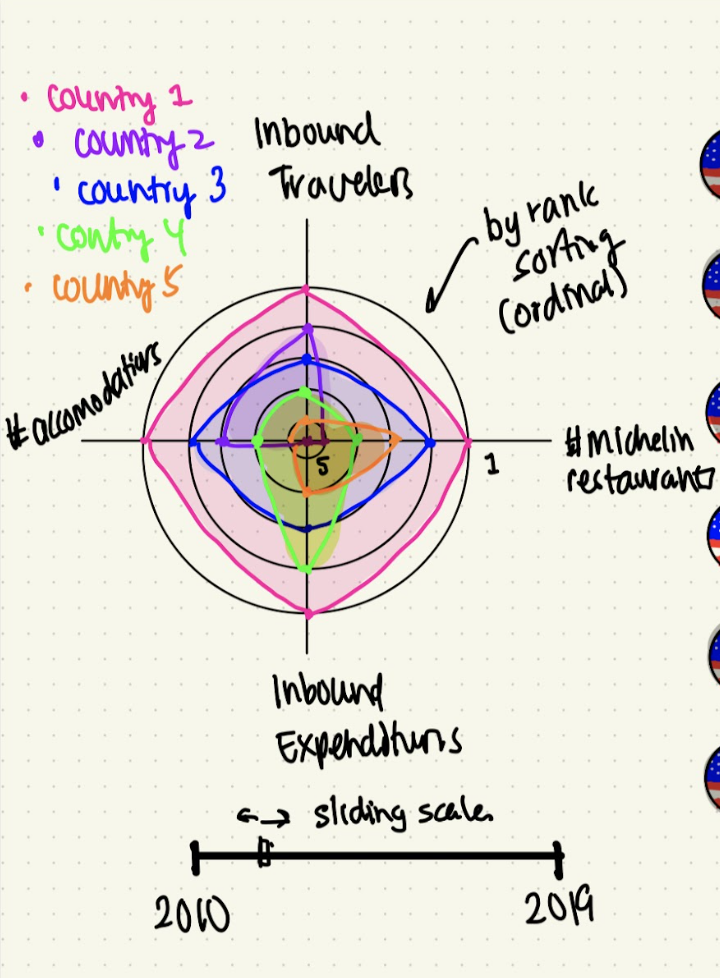 • country 1
• country 2
• country 3
• contry 4
• country 5
Inbound
Travelers
by rank
sorting
(ordinal)
#accomodations
5
1
#michelin
restaurants
Inbound
Expenditures
← → sliding scale
2010
2019